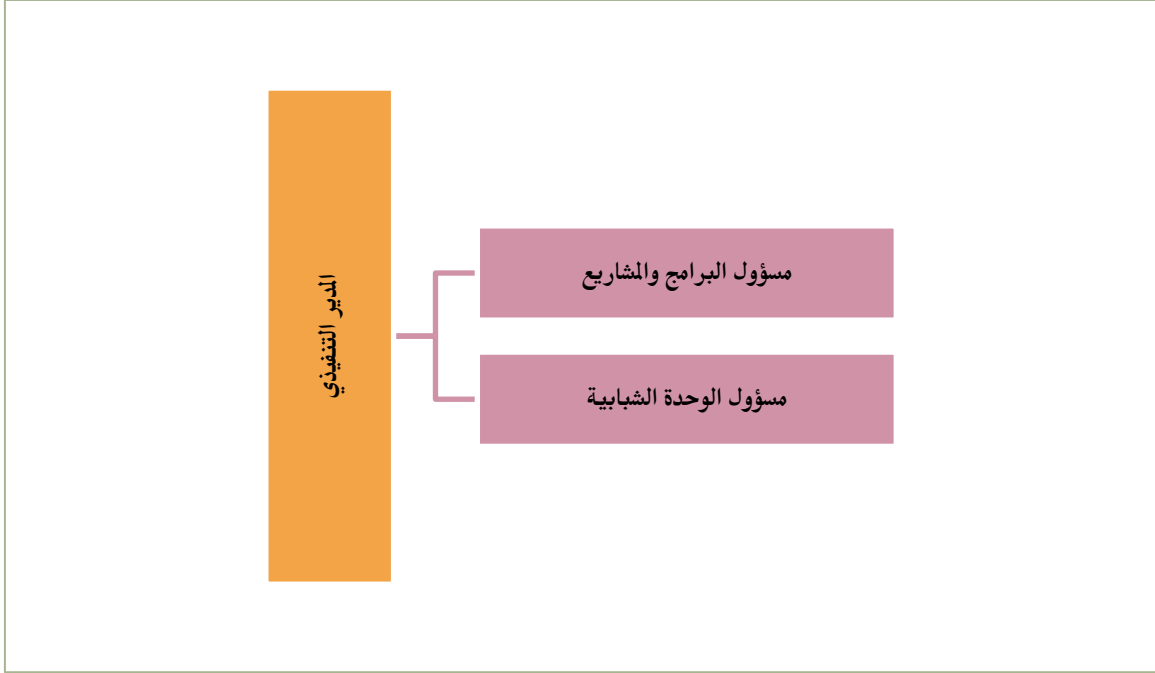 المدير التنفيذي
مسؤول البرامج والمشاريع
مسؤول الوحدة الشبابية